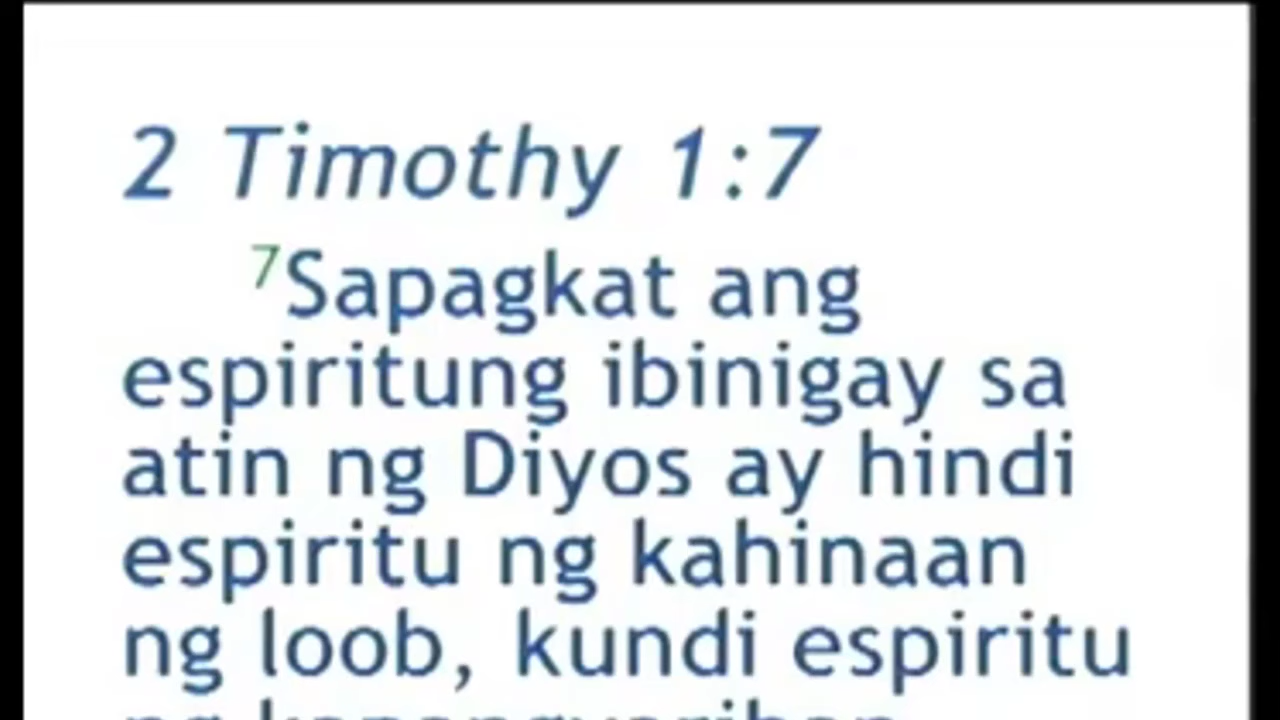 2 Timothy 1:7
7Sapagkat ang
espiritung ibinigay sa
atin ng Diyos ay hindi
espiritu ng kahinaan
ng loob, kundi espiritu